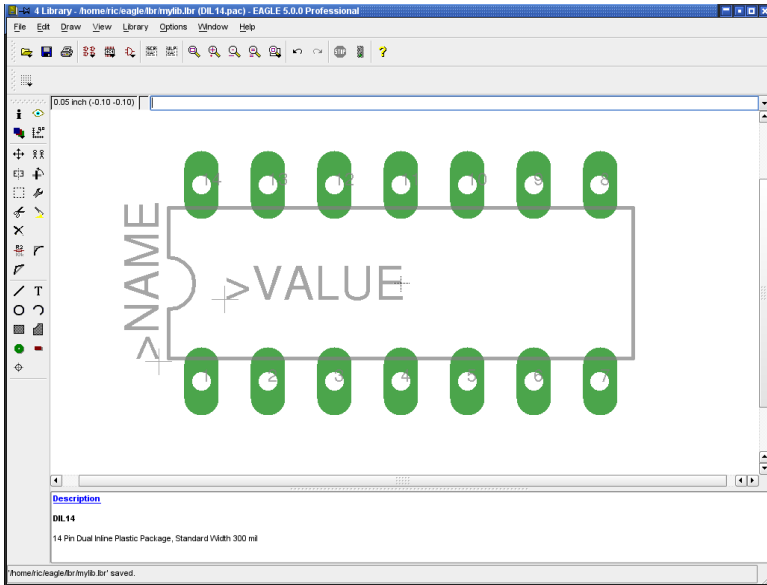 4 Library - /home/ric/eagle/lbr/mylib.lbr (DIL14.pac) - EAGLE 5.0.0 Professional
File Edit Draw View Library Options Window Help
0.05 inch (-0.10 -0.10)
14 13 12 11 10 9 8
>NAME
>VALUE
1 2 3 4 5 6 7
Description
DIL14
14 Pin Dual Inline Plastic Package, Standard Width 300 mil
'/home/ric/eagle/lbr/mylib.lbr' saved.